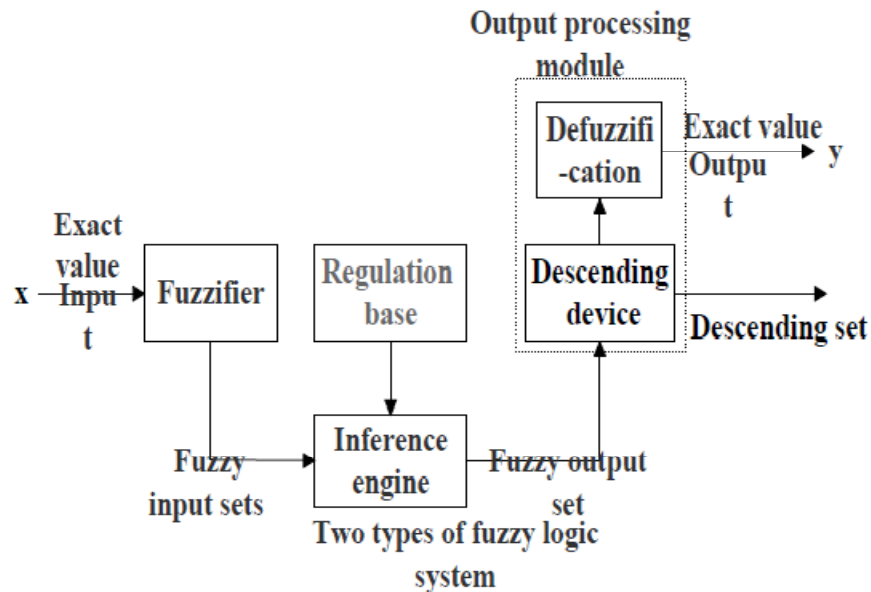 Output processing
module
Defuzzifi
-cation
Exact value
Outpu
t
y
Exact
value
Inpu
t
x
Fuzzifier
Regulation
base
Descending
device
Descending set
Inference
engine
Fuzzy
input sets
Fuzzy output
set
Two types of fuzzy logic
system